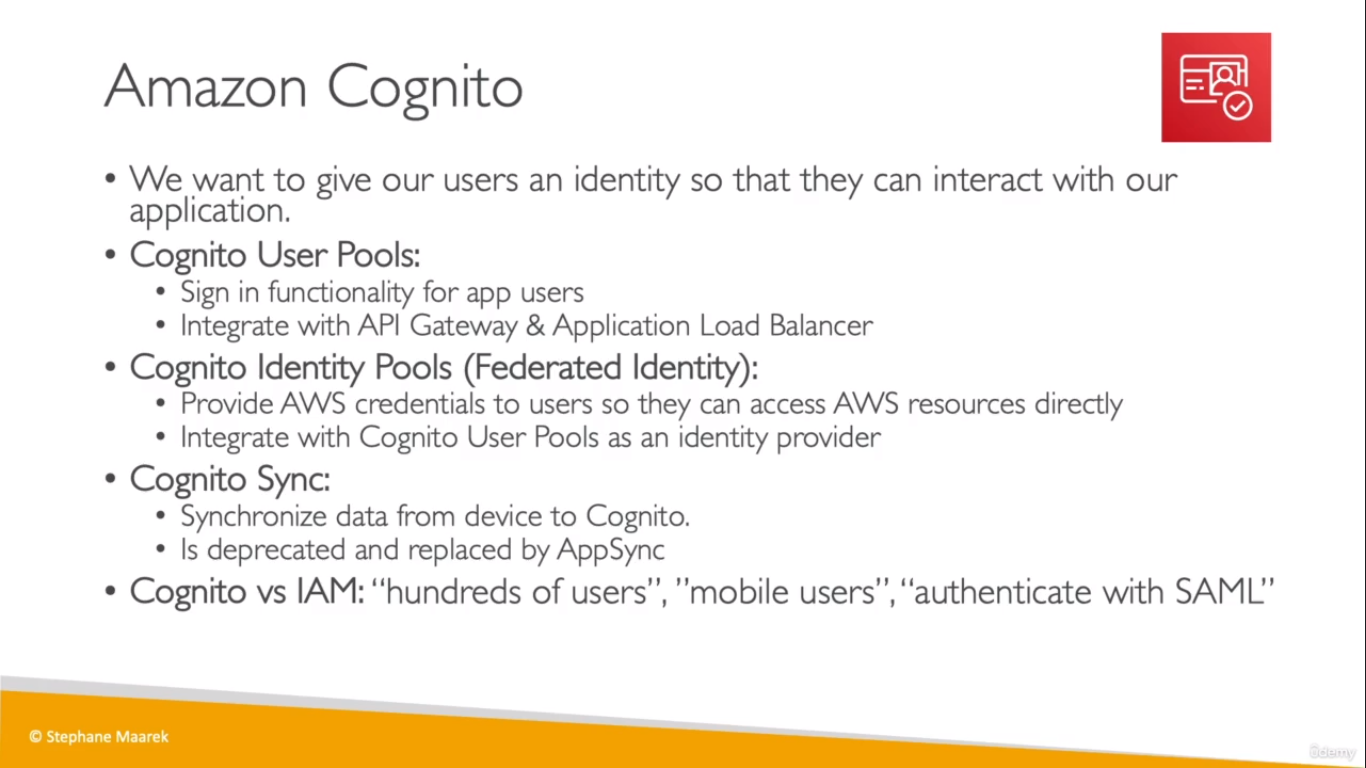 Amazon Cognito
• We want to give our users an identity so that they can interact with our
application.
• Cognito User Pools:
• Sign in functionality for app users
• Integrate with API Gateway & Application Load Balancer
• Cognito Identity Pools (Federated Identity):
• Provide AWS credentials to users so they can access AWS resources directly
• Integrate with Cognito User Pools as an identity provider
• Cognito Sync:
• Synchronize data from device to Cognito.
• Is deprecated and replaced by AppSync
• Cognito vs IAM: “hundreds of users”, ”mobile users”, “authenticate with SAML”
© Stephane Maarek
ûdemy